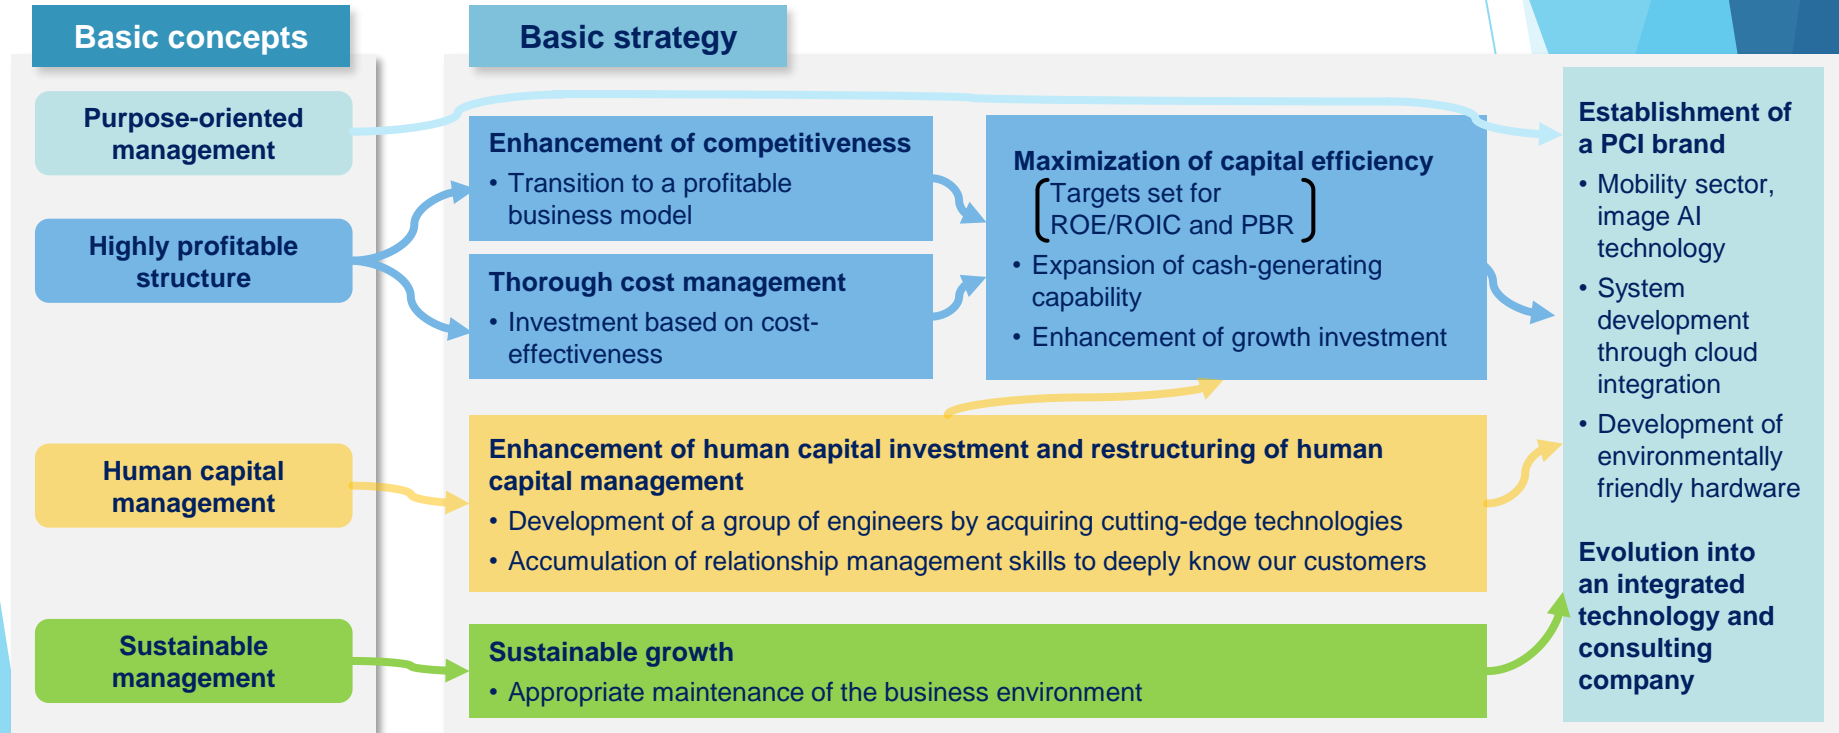 Basic concepts
Basic strategy
Purpose-oriented
management
Highly profitable
structure
Human capital
management
Sustainable
management
Enhancement of competitiveness
• Transition to a profitable
business model
Thorough cost management
• Investment based on cost-
effectiveness
Maximization of capital efficiency
Targets set for
ROE/ROIC and PBR
• Expansion of cash-generating
capability
• Enhancement of growth investment
Enhancement of human capital investment and restructuring of human
capital management
• Development of a group of engineers by acquiring cutting-edge technologies
• Accumulation of relationship management skills to deeply know our customers
Sustainable growth
• Appropriate maintenance of the business environment
Establishment of
a PCI brand
• Mobility sector,
image AI
technology
• System
development
through cloud
integration
• Development of
environmentally
friendly hardware
Evolution into
an integrated
technology and
consulting
company